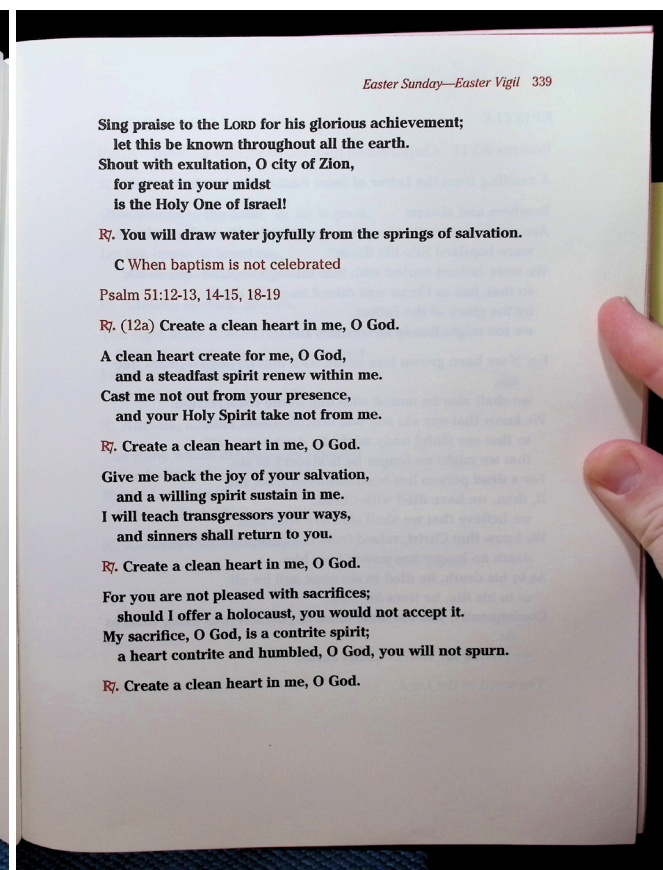 Easter Sunday—Easter Vigil 339
Sing praise to the LORD for his glorious achievement;
let this be known throughout all the earth.
Shout with exultation, O city of Zion,
for great in your midst
is the Holy One of Israel!
℟. You will draw water joyfully from the springs of salvation.
C When baptism is not celebrated
Psalm 51:12-13, 14-15, 18-19
℟. (12a) Create a clean heart in me, O God.
A clean heart create for me, O God,
and a steadfast spirit renew within me.
Cast me not out from your presence,
and your Holy Spirit take not from me.
℟. Create a clean heart in me, O God.
Give me back the joy of your salvation,
and a willing spirit sustain in me.
I will teach transgressors your ways,
and sinners shall return to you.
℟. Create a clean heart in me, O God.
For you are not pleased with sacrifices;
should I offer a holocaust, you would not accept it.
My sacrifice, O God, is a contrite spirit;
a heart contrite and humbled, O God, you will not spurn.
℟. Create a clean heart in me, O God.